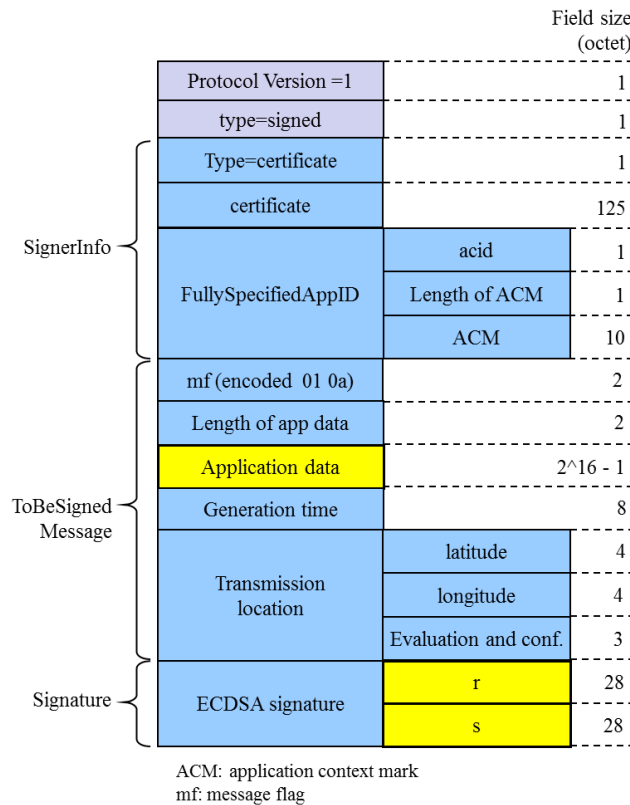 Field size
(octet)
Protocol Version =1
1
type=signed
1
SignerInfo
Type=certificate
1
certificate
125
FullySpecifiedAppID
acid
1
Length of ACM
1
ACM
10
ToBeSigned
Message
mf (encoded 01 0a)
2
Length of app data
2
Application data
2^16 - 1
Generation time
8
Transmission
location
latitude
4
longitude
4
Evaluation and conf.
3
Signature
ECDSA signature
r
28
s
28
ACM: application context mark
mf: message flag